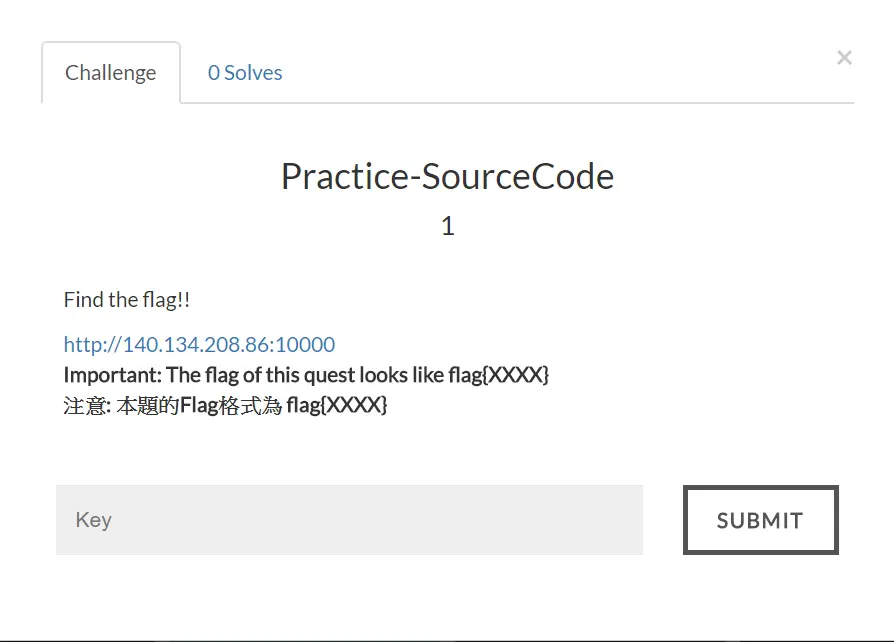 Challenge
0 Solves
×
Practice-SourceCode
1
Find the flag!!
http://140.134.208.86:10000
Important: The flag of this quest looks like flag{XXXX}
注意: 本題的Flag格式為 flag{XXXX}
Key
SUBMIT